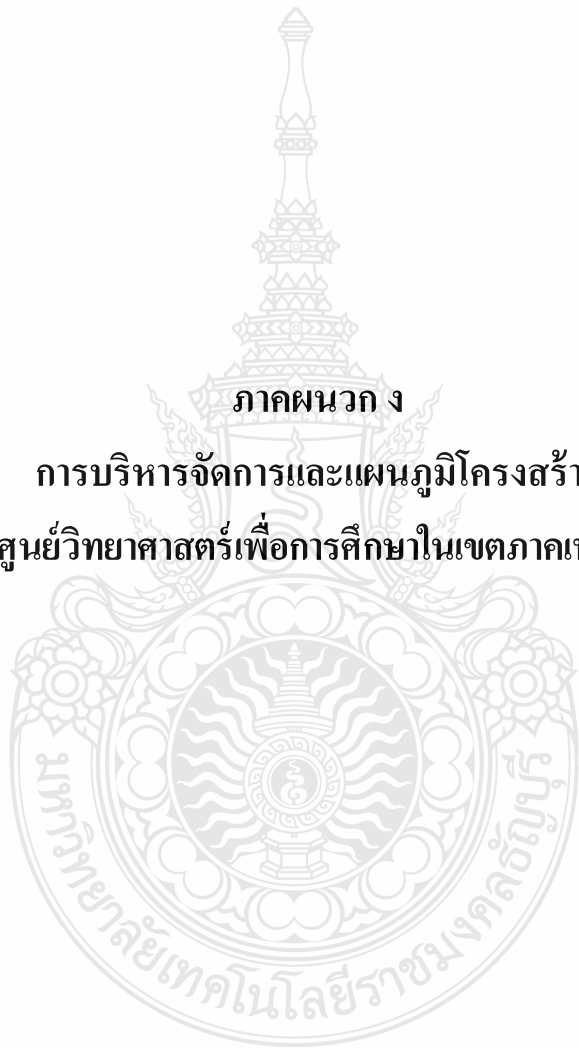 ภาคผนวก ง
การบริหารจัดการและแผนภูมิโครงสร้า
ศูนย์วิทยาศาสตร์เพื่อการศึกษาในเขตภาคเห
มหาวิทยาลัยเทคโนโลยีราชมงคลธัญบุรี